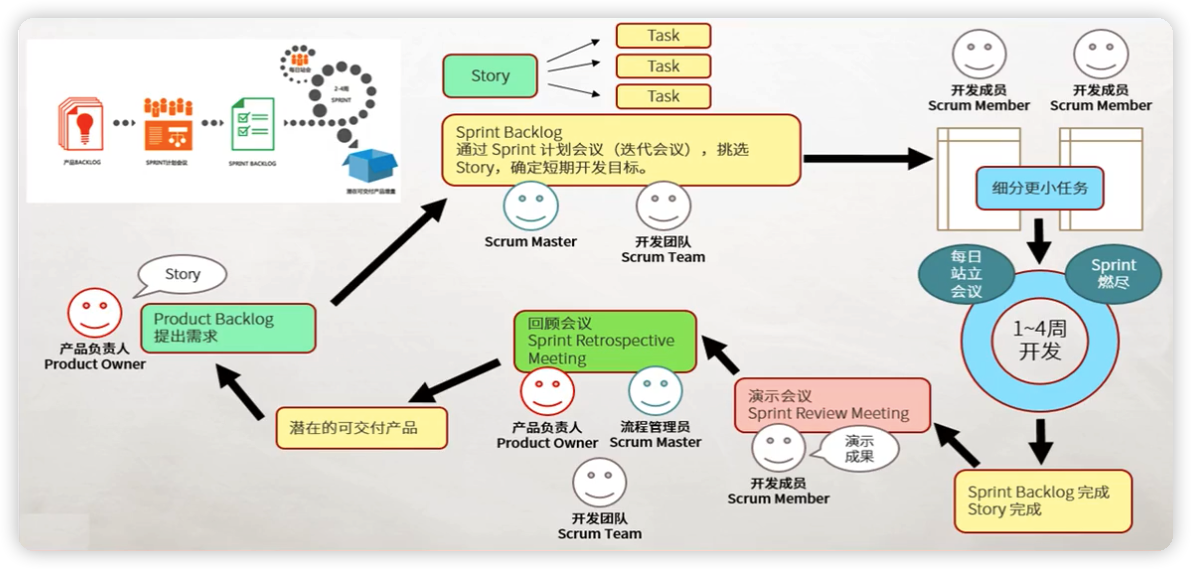 每日站会
2-4周
SPRINT
产品BACKLOG
SPRINT计划会议
SPRINT BACKLOG
潜在可交付产品增量
Story
Task
Task
Task
Sprint Backlog
通过 Sprint 计划会议（迭代会议），挑选
Story，确定短期开发目标。
Scrum Master
开发团队
Scrum Team
开发成员
Scrum Member
开发成员
Scrum Member
细分更小任务
每日
站立
会议
Sprint
燃尽
1~4周
开发
Sprint Backlog 完成
Story 完成
演示会议
Sprint Review Meeting
演示
成果
开发成员
Scrum Member
回顾会议
Sprint Retrospective
Meeting
产品负责人
Product Owner
流程管理员
Scrum Master
开发团队
Scrum Team
潜在的可交付产品
Story
Product Backlog
提出需求
产品负责人
Product Owner